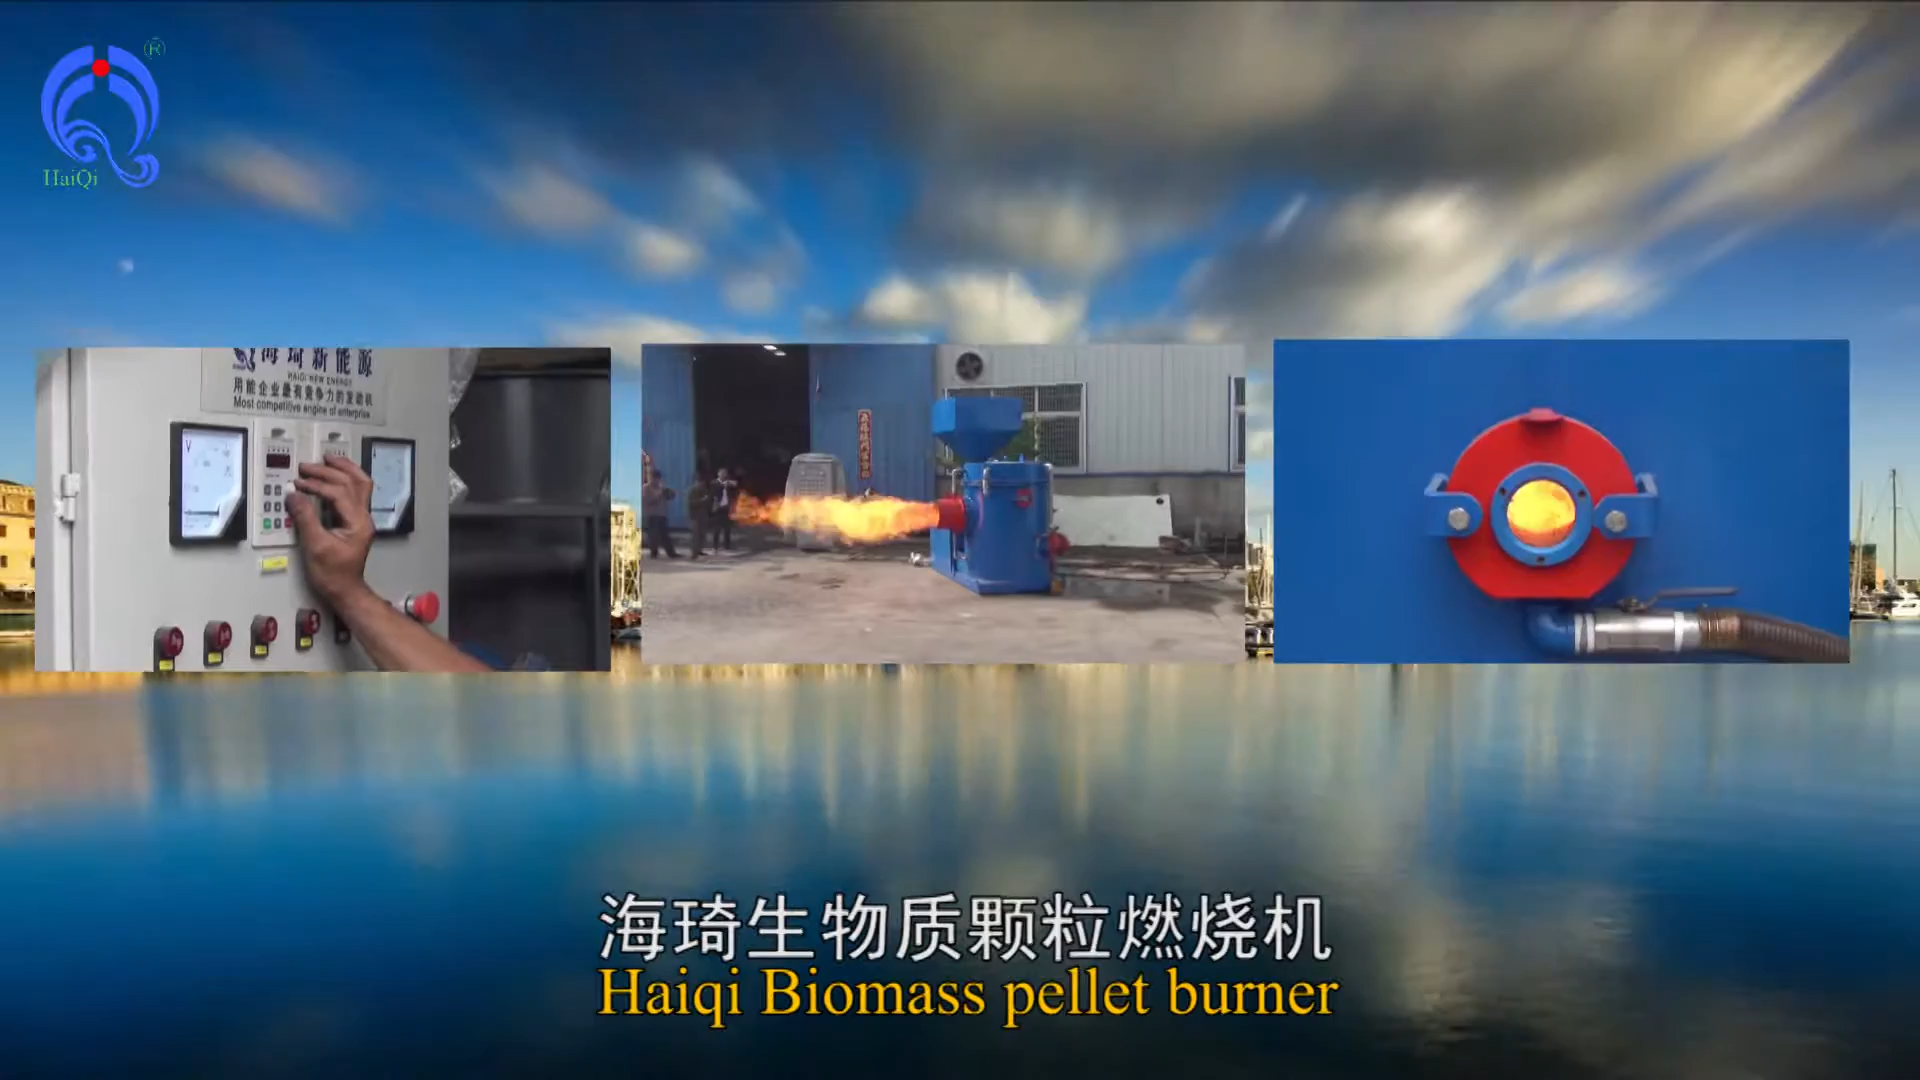 ®
HaiQi
海琦新能源
HAIQI NEW ENERGY
用能企业最有竞争力的发动机
Most competitive engine of enterprise
V
海琦生物质颗粒燃烧机
Haiqi Biomass pellet burner